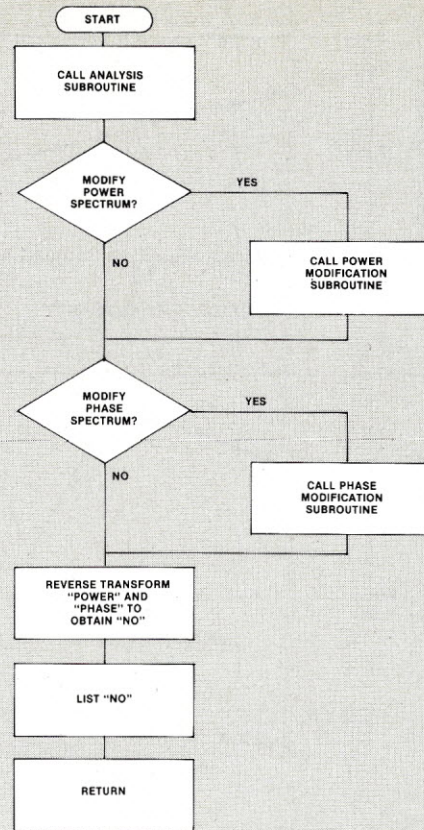 START
CALL ANALYSIS
SUBROUTINE
MODIFY
POWER
SPECTRUM?
YES
NO
CALL POWER
MODIFICATION
SUBROUTINE
MODIFY
PHASE
SPECTRUM?
YES
NO
CALL PHASE
MODIFICATION
SUBROUTINE
REVERSE TRANSFORM
"POWER" AND
"PHASE" TO
OBTAIN "NO"
LIST "NO"
RETURN